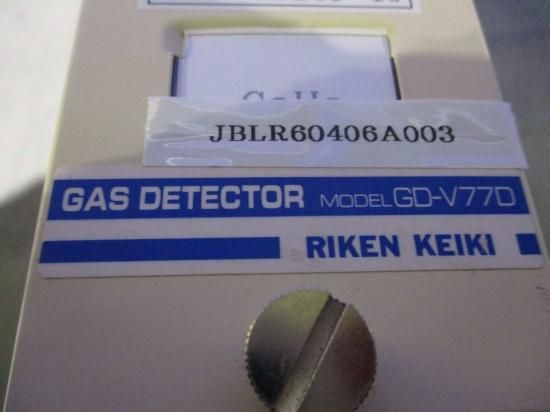 JBLR60406A003
GAS DETECTOR MODEL GD-V77D
RIKEN KEIKI